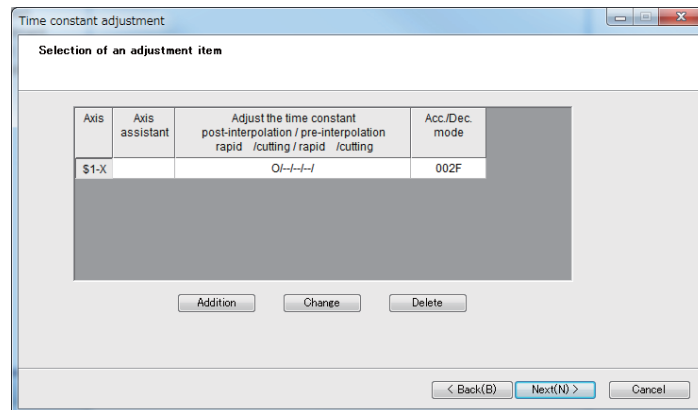 Time constant adjustment
Selection of an adjustment item
Axis Axis assistant Adjust the time constant post-interpolation / pre-interpolation rapid /cutting / rapid /cutting Acc./Dec. mode
$1-X O/--/--/--/ 002F
Addition Change Delete
< Back(B) Next(N) > Cancel